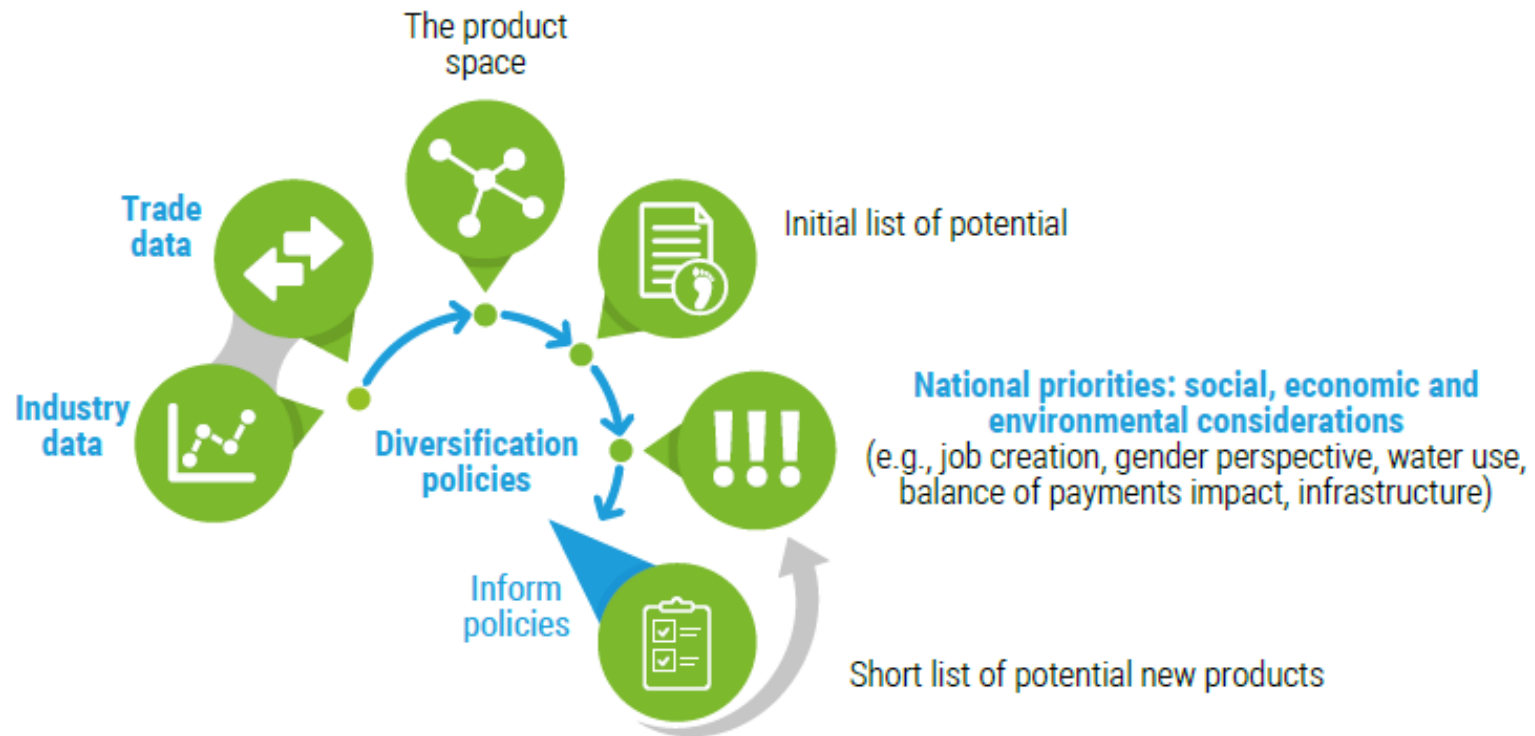 The product
space
Trade
data
Initial list of potential
Industry
data
Diversification
policies
National priorities: social, economic and
environmental considerations
(e.g., job creation, gender perspective, water use,
balance of payments impact, infrastructure)
Inform
policies
Short list of potential new products